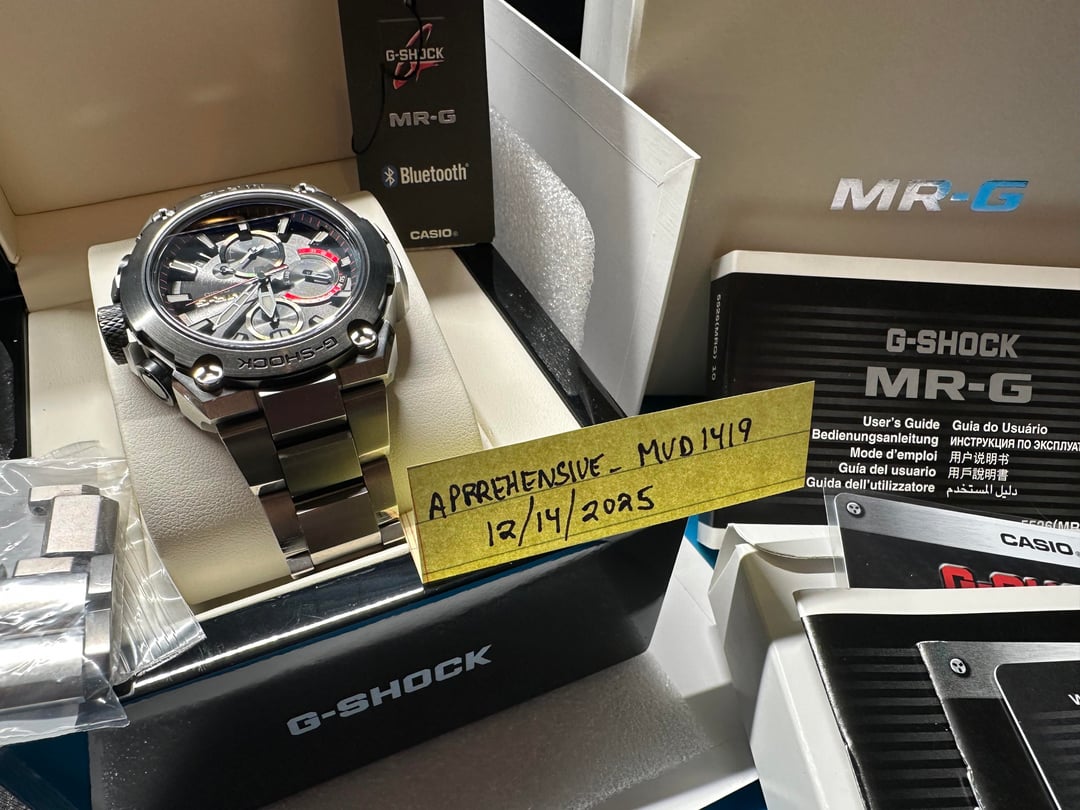 G-SHOCK
MR-G
Bluetooth®
CASIO®
MR-G
G-SHOCK
APPRREHENSIVE_MUD1419
12/14/2025
G-SHOCK
MR-G
User's Guide
Guia do Usuário
Bedienungsanleitung
Mode d'emploi
用户说明书
Guía del usuario
用戶說明書
Guida dell'utilizzatore
دليل المستخدم
CASIO
G-SHOCK